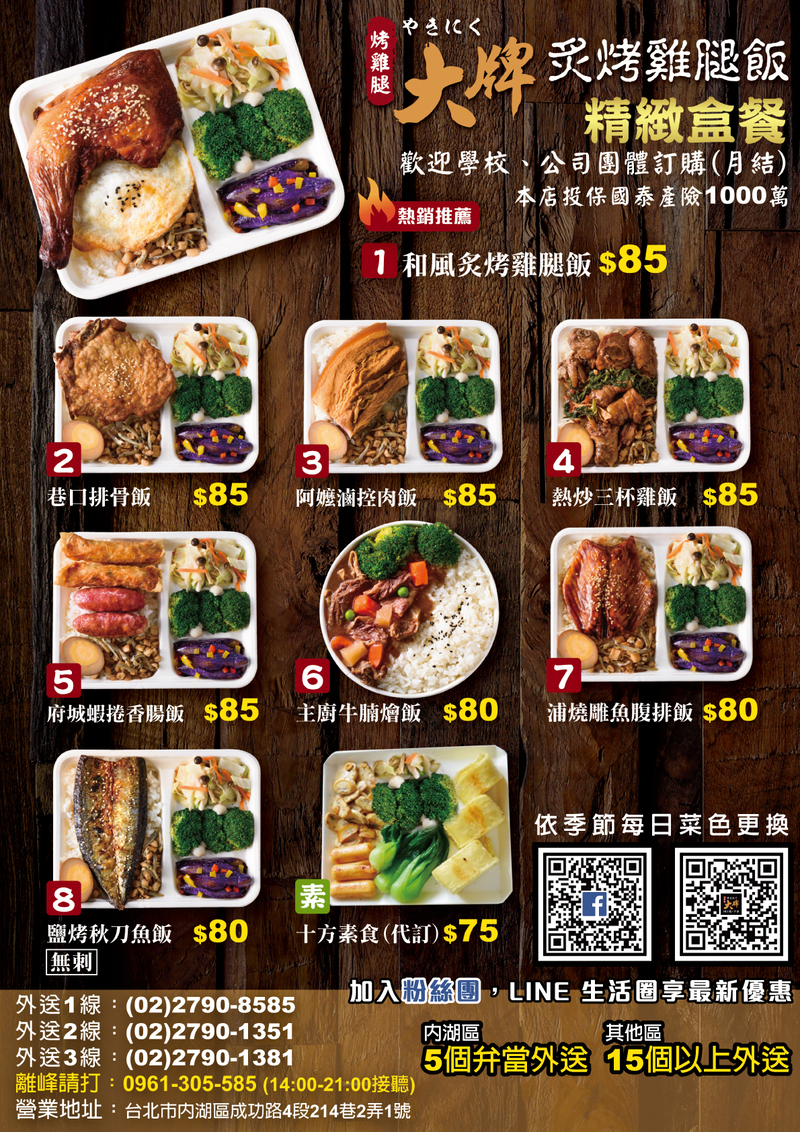 烤雞腿
やきにく
大牌
炙烤雞腿飯
精緻盒餐
歡迎學校、公司團體訂購(月結)
本店投保國泰產險1000萬
熱銷推薦
1 和風炙烤雞腿飯 $85
2 巷口排骨飯 $85
3 阿嬤滷控肉飯 $85
4 熱炒三杯雞飯 $85
5 府城蝦捲香腸飯 $85
6 主廚牛腩燴飯 $80
7 浦燒雕魚腹排飯 $80
8 鹽烤秋刀魚飯 $80
無刺
素 十方素食(代訂) $75
依季節每日菜色更換
加入粉絲團，LINE 生活圈享最新優惠
外送1線：(02)2790-8585
外送2線：(02)2790-1351
外送3線：(02)2790-1381
離峰請打：0961-305-585 (14:00-21:00接聽)
營業地址：台北市內湖區成功路4段214巷2弄1號
內湖區
5個弁當外送
其他區
15個以上外送